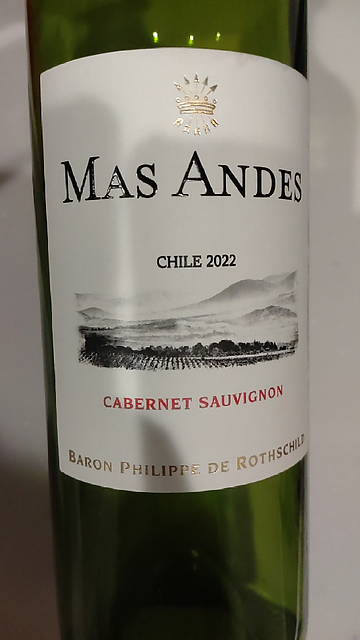 MAS ANDES
CHILE 2022
CABERNET SAUVIGNON
BARON PHILIPPE DE ROTHSCHILD